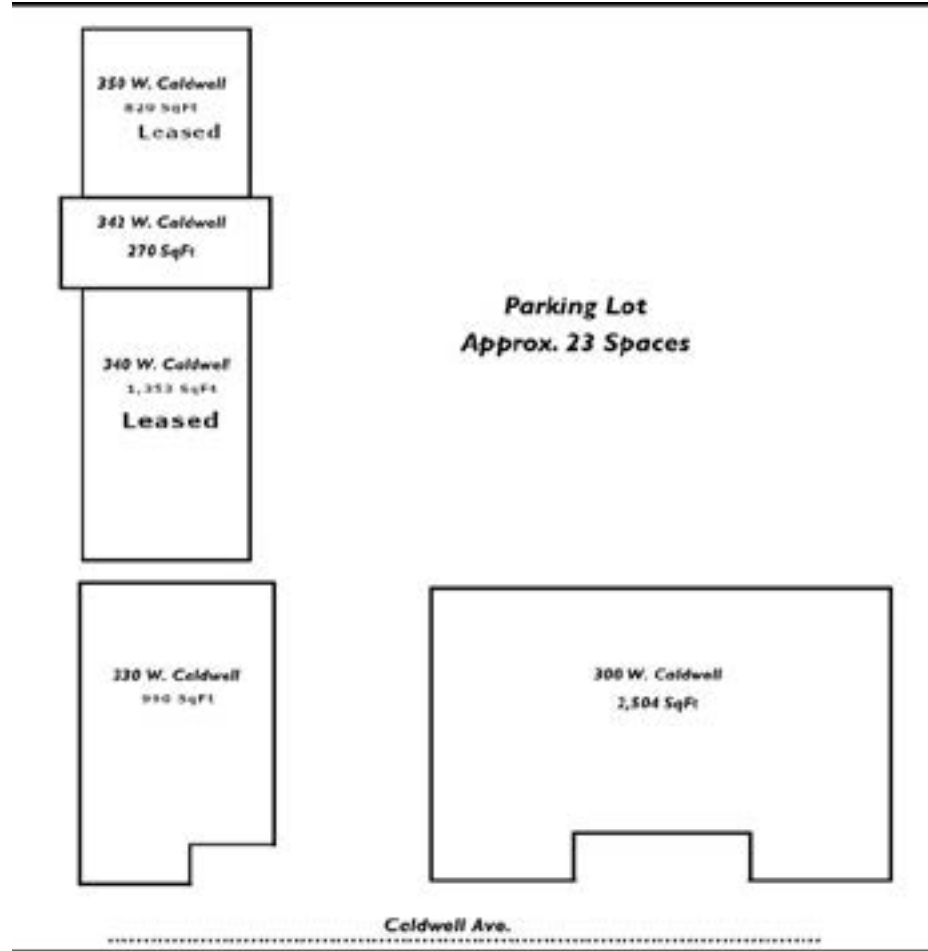 350 W. Caldwell
829 SqFt
Leased
342 W. Caldwell
270 SqFt
Parking Lot
Approx. 23 Spaces
340 W. Caldwell
1,353 SqFt
Leased
330 W. Caldwell
SqFt
300 W. Caldwell
2,504 SqFt
Caldwell Ave.